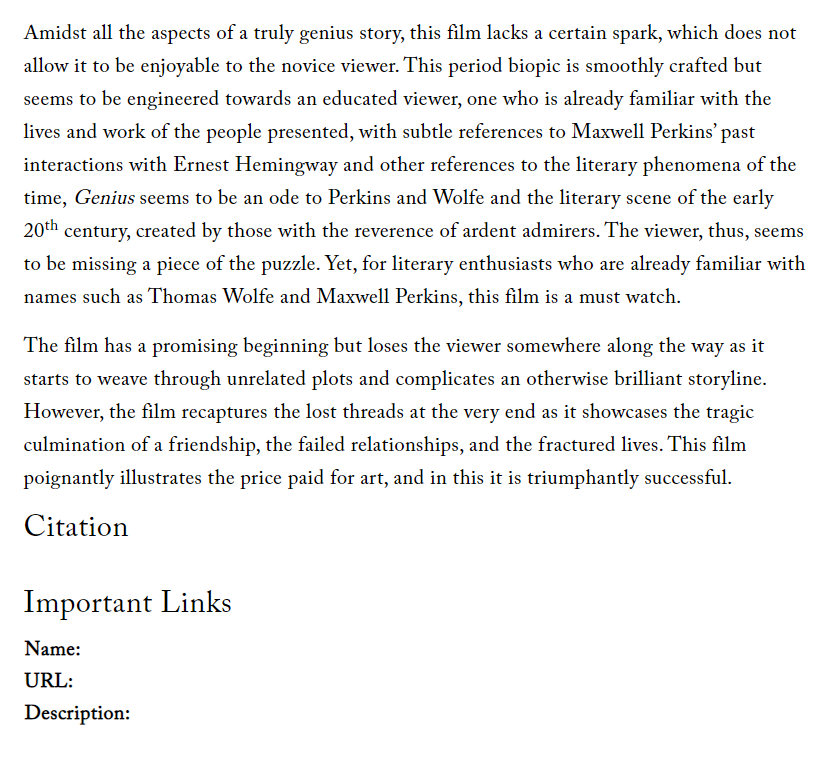 Amidst all the aspects of a truly genius story, this film lacks a certain spark, which does not
allow it to be enjoyable to the novice viewer. This period biopic is smoothly crafted but
seems to be engineered towards an educated viewer, one who is already familiar with the
lives and work of the people presented, with subtle references to Maxwell Perkins’ past
interactions with Ernest Hemingway and other references to the literary phenomena of the
time, Genius seems to be an ode to Perkins and Wolfe and the literary scene of the early
20th century, created by those with the reverence of ardent admirers. The viewer, thus, seems
to be missing a piece of the puzzle. Yet, for literary enthusiasts who are already familiar with
names such as Thomas Wolfe and Maxwell Perkins, this film is a must watch.
The film has a promising beginning but loses the viewer somewhere along the way as it
starts to weave through unrelated plots and complicates an otherwise brilliant storyline.
However, the film recaptures the lost threads at the very end as it showcases the tragic
culmination of a friendship, the failed relationships, and the fractured lives. This film
poignantly illustrates the price paid for art, and in this it is triumphantly successful.
Citation
Important Links
Name:
URL:
Description: